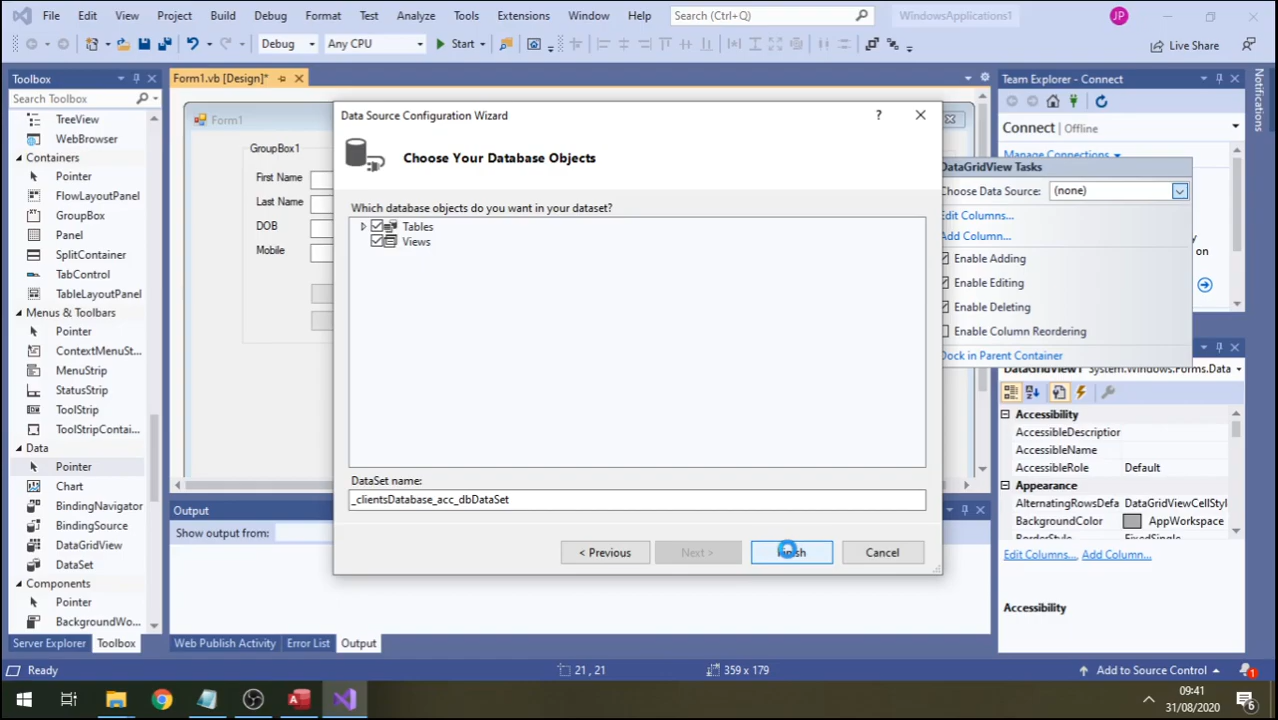 File Edit View Project Build Debug Format Test Analyze Tools Extensions Window Help Search (Ctrl+Q) WindowsApplications1 JP
Debug Any CPU Start Live Share
Toolbox
Search Toolbox
TreeView
WebBrowser
Containers
Pointer
FlowLayoutPanel
GroupBox
Panel
SplitContainer
TabControl
TableLayoutPanel
Menus & Toolbars
Pointer
ContextMenuSt...
MenuStrip
StatusStrip
ToolStrip
ToolStripContai...
Data
Pointer
Chart
BindingNavigator
BindingSource
DataGridView
DataSet
Components
Pointer
BackgroundWo...
Server Explorer Toolbox
Form1.vb [Design]*
Form1
GroupBox1
First Name
Last Name
DOB
Mobile
Data Source Configuration Wizard ?
Choose Your Database Objects
Which database objects do you want in your dataset?
Tables
Views
DataSet name:
_clientsDatabase_acc_dbDataSet
< Previous Next > Finish Cancel
Output
Show output from:
Web Publish Activity Error List Output
Team Explorer - Connect
Connect | Offline
Manage Connections
DataGridView Tasks
Choose Data Source: (none)
Edit Columns...
Add Column...
Enable Adding
Enable Editing
Enable Deleting
Enable Column Reordering
Dock in Parent Container
y
on
DataGridView1 System.Windows.Forms.Data
Accessibility
AccessibleDescription
AccessibleName
AccessibleRole Default
Appearance
AlternatingRowsDefa DataGridViewCellStyl
BackgroundColor AppWorkspace
BorderStyle FixedSingle
Edit Columns..., Add Column...
Accessibility
Notifications
Ready 21, 21 359 x 179 Add to Source Control 1
09:41
31/08/2020
6